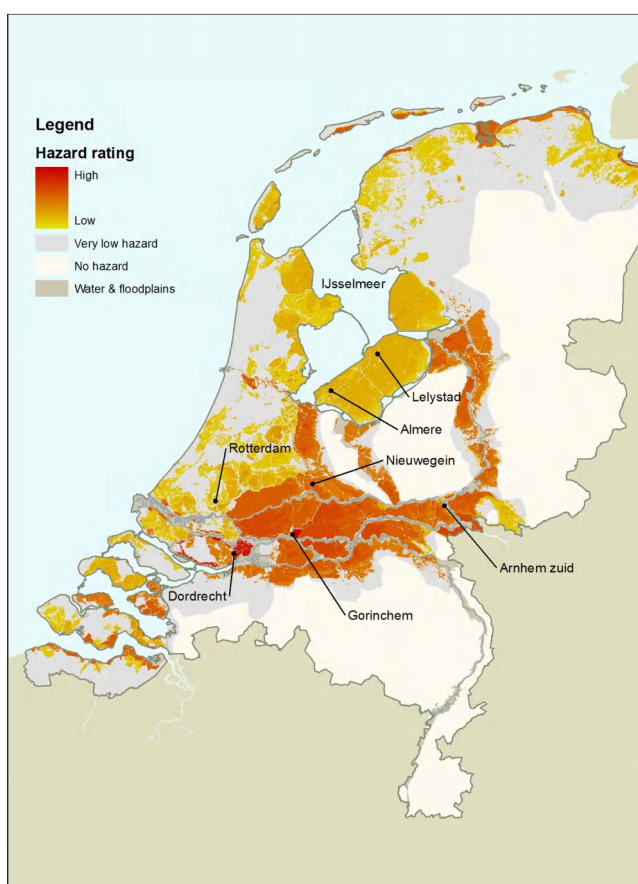 Legend
Hazard rating
High
Low
Very low hazard
No hazard
Water & floodplains
IJsselmeer
Lelystad
Almere
Rotterdam
Nieuwegein
Arnhem zuid
Dordrecht
Gorinchem